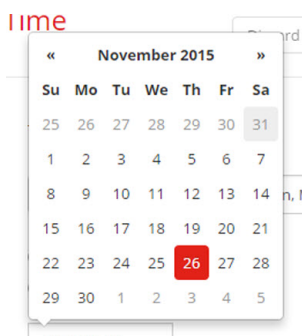 Time
« November 2015 »
Su Mo Tu We Th Fr Sa
25 26 27 28 29 30 31
1 2 3 4 5 6 7
8 9 10 11 12 13 14
15 16 17 18 19 20 21
22 23 24 25 26 27 28
29 30 1 2 3 4 5